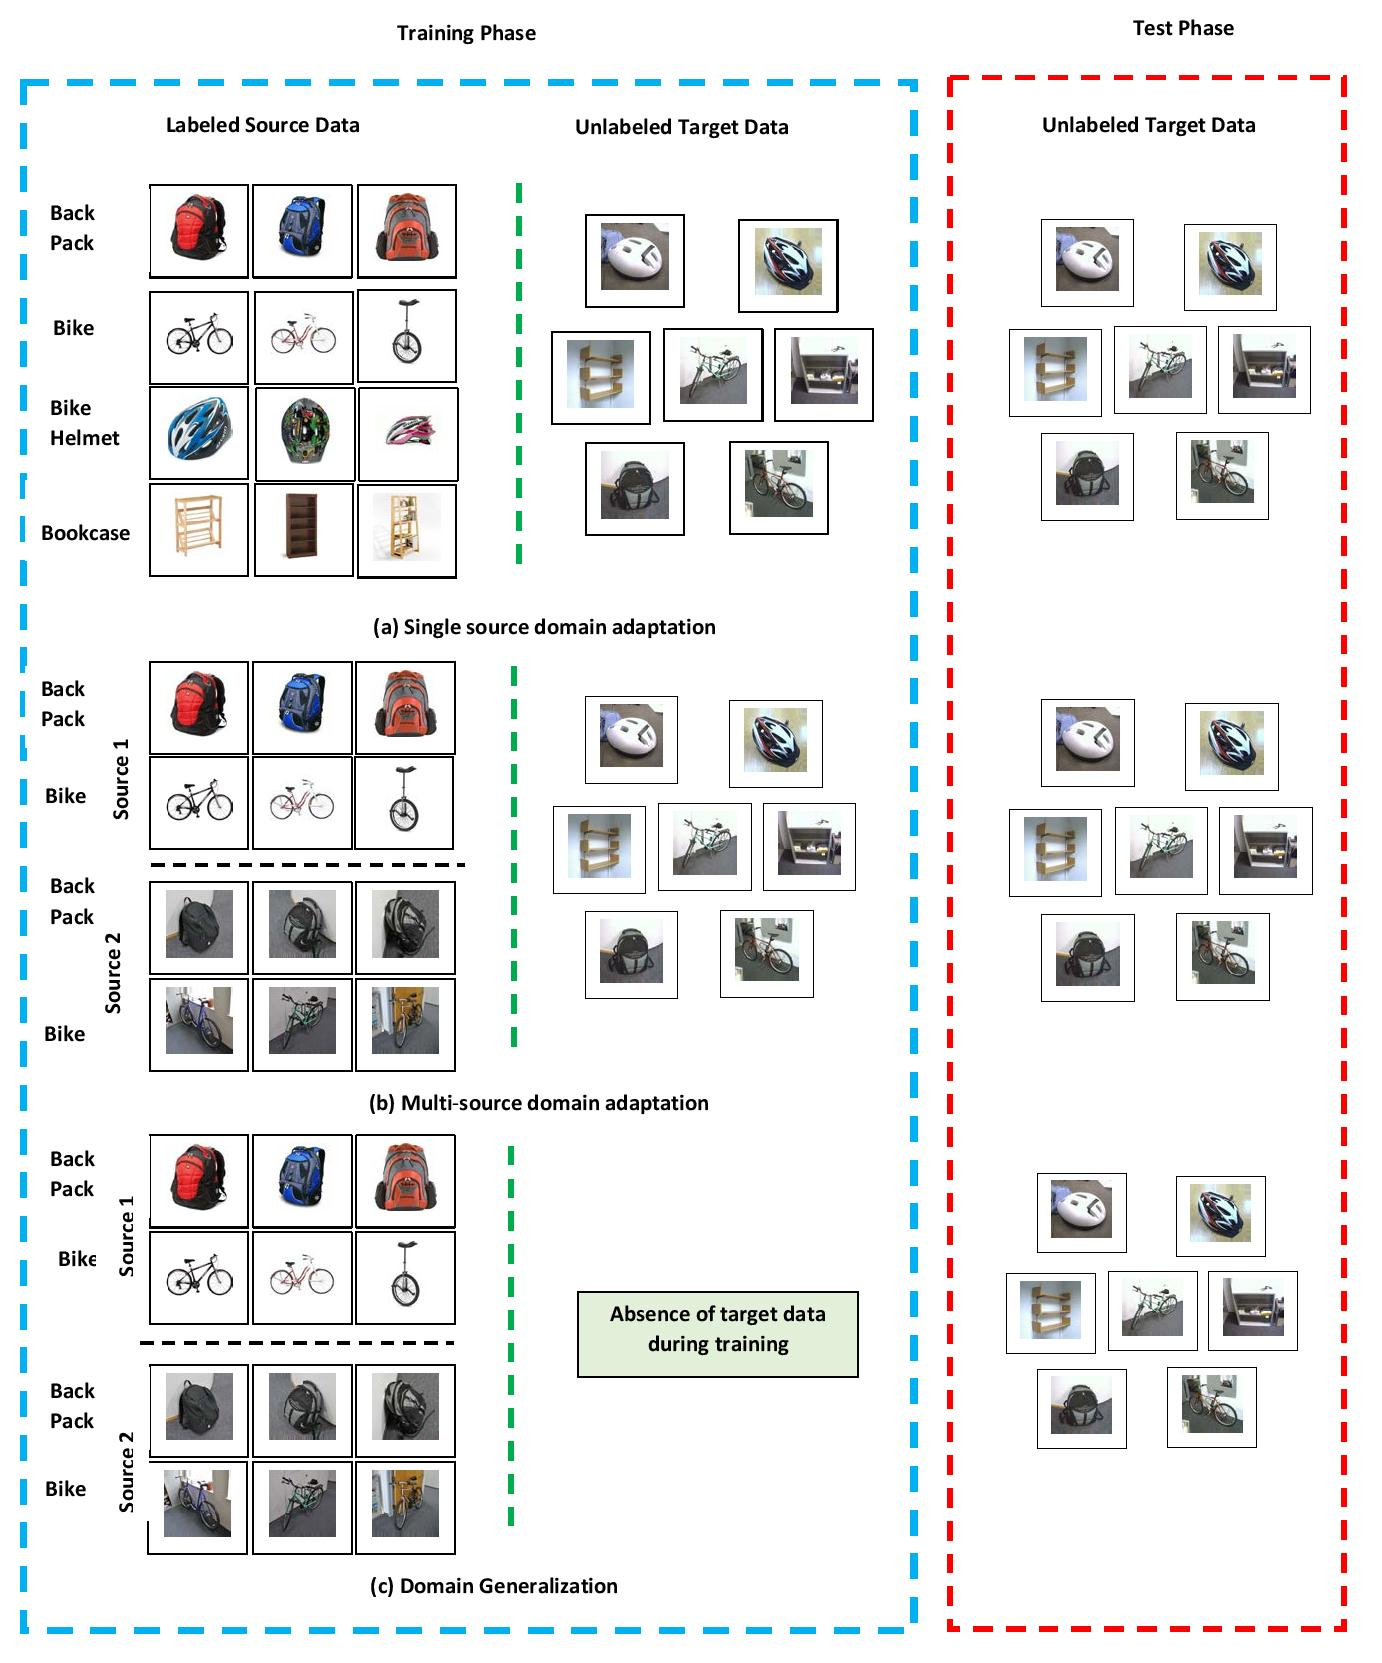 Training Phase
Test Phase
Labeled Source Data
Unlabeled Target Data
Unlabeled Target Data
Back
Pack
Bike
Bike
Helmet
Bookcase
(a) Single source domain adaptation
Back
Pack
Source 1
Bike
Back
Pack
Source 2
Bike
(b) Multi-source domain adaptation
Back
Pack
Source 1
Bike
Absence of target data
during training
Back
Pack
Source 2
Bike
(c) Domain Generalization